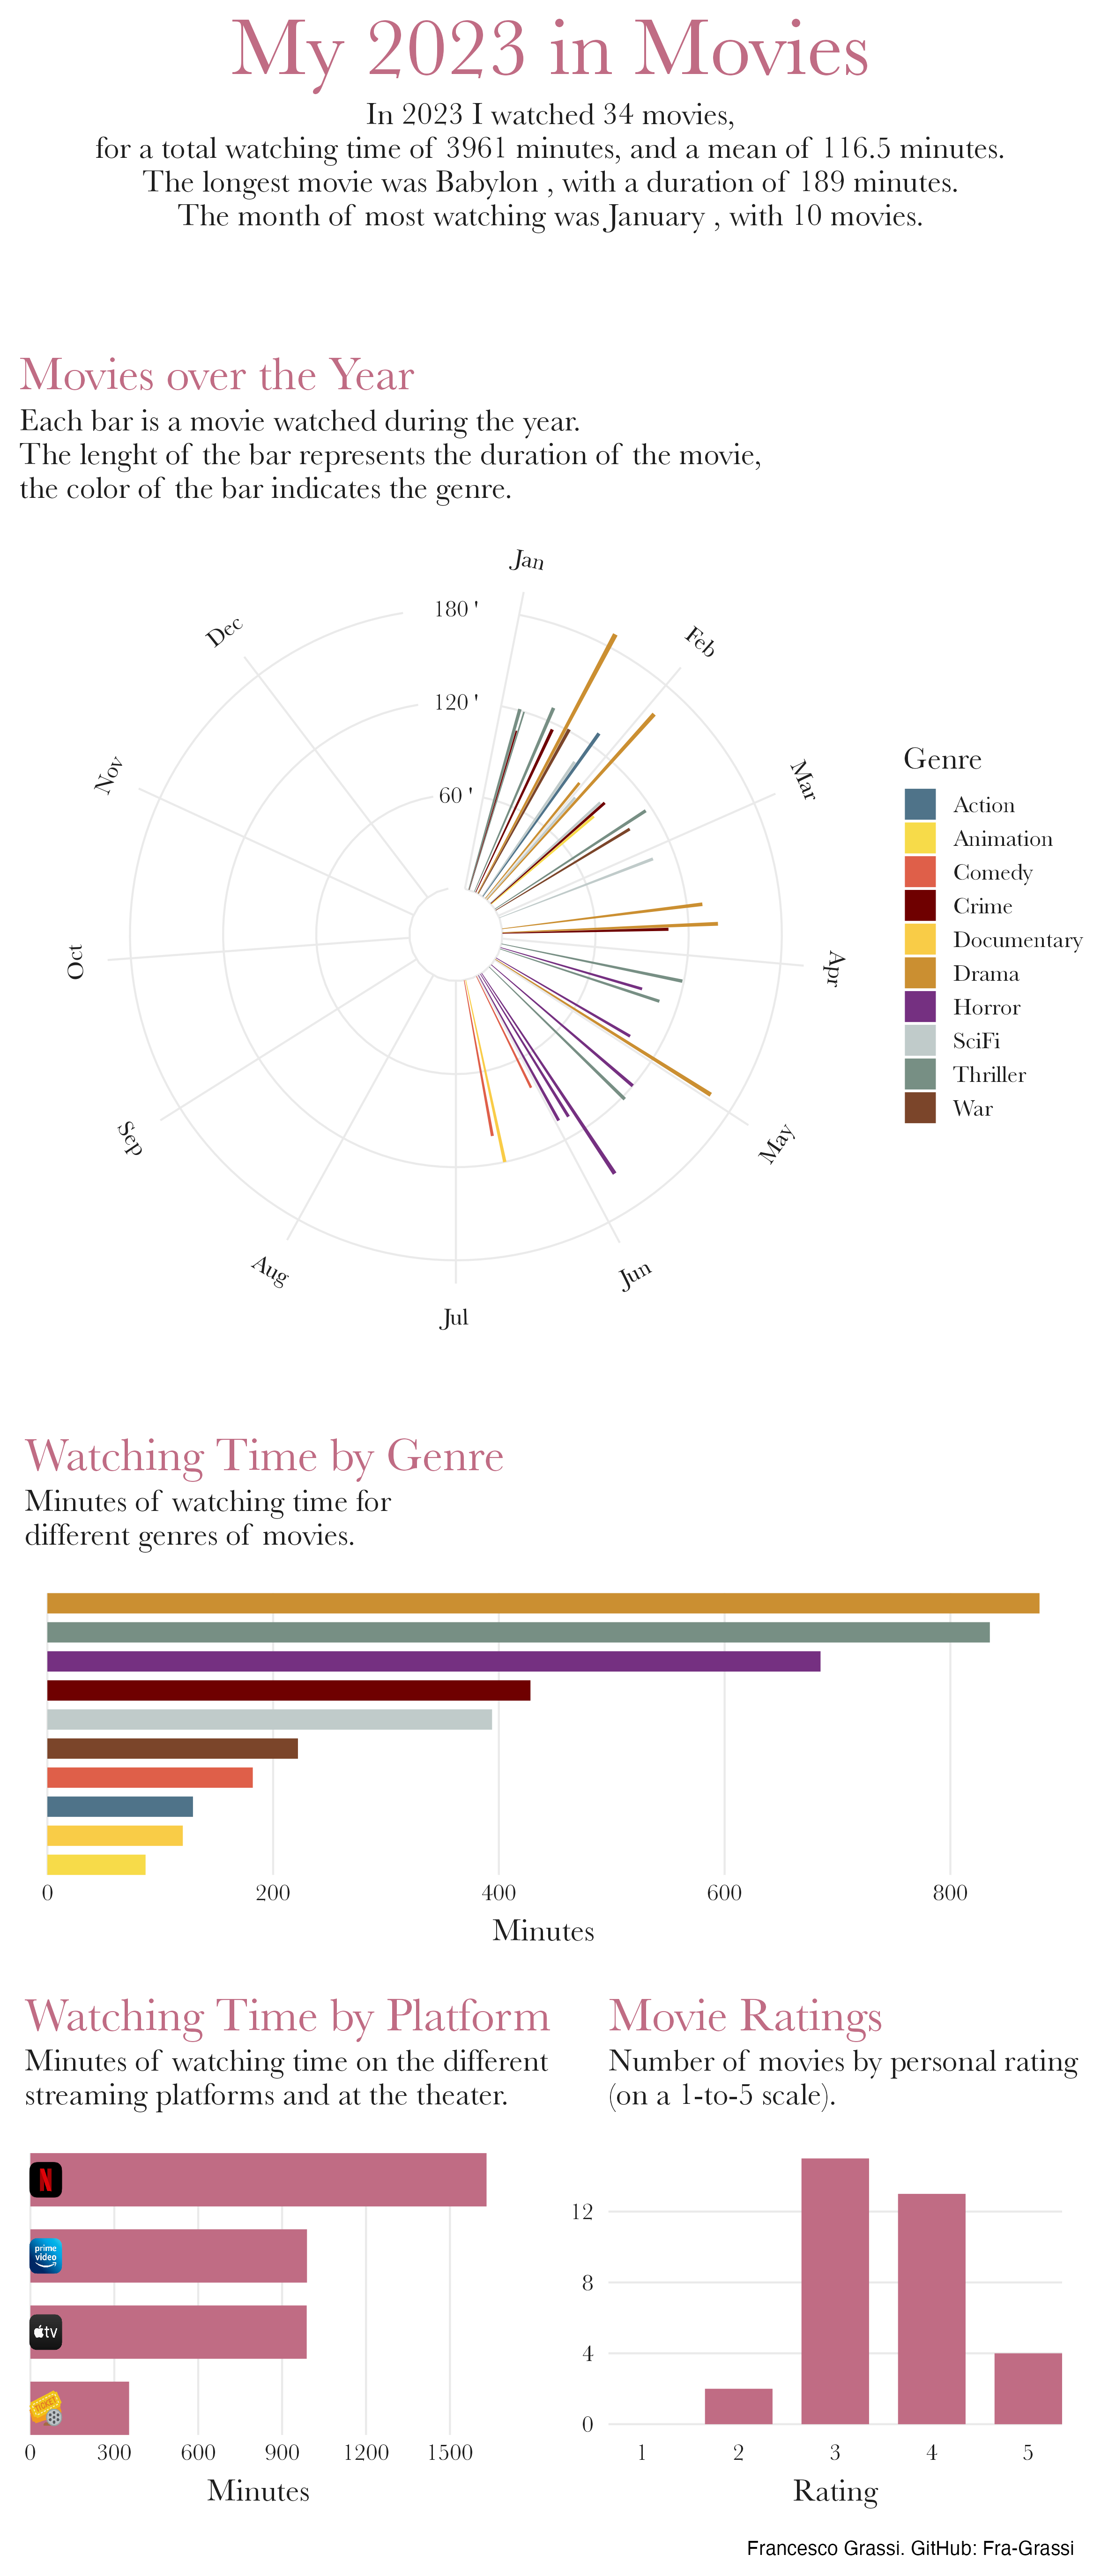 My 2023 in Movies
In 2023 I watched 34 movies,
for a total watching time of 3961 minutes, and a mean of 116.5 minutes.
The longest movie was Babylon , with a duration of 189 minutes.
The month of most watching was January , with 10 movies.
Movies over the Year
Each bar is a movie watched during the year.
The lenght of the bar represents the duration of the movie,
the color of the bar indicates the genre.
Jan
Feb
Mar
Apr
May
Jun
Jul
Aug
Sep
Oct
Nov
Dec
180 '
120 '
60 '
Genre
Action
Animation
Comedy
Crime
Documentary
Drama
Horror
SciFi
Thriller
War
Watching Time by Genre
Minutes of watching time for
different genres of movies.
0 200 400 600 800
Minutes
Watching Time by Platform
Minutes of watching time on the different
streaming platforms and at the theater.
N
prime
video
tv
TICKET
0 300 600 900 1200 1500
Minutes
Movie Ratings
Number of movies by personal rating
(on a 1-to-5 scale).
12
8
4
0
1 2 3 4 5
Rating
Francesco Grassi. GitHub: Fra-Grassi